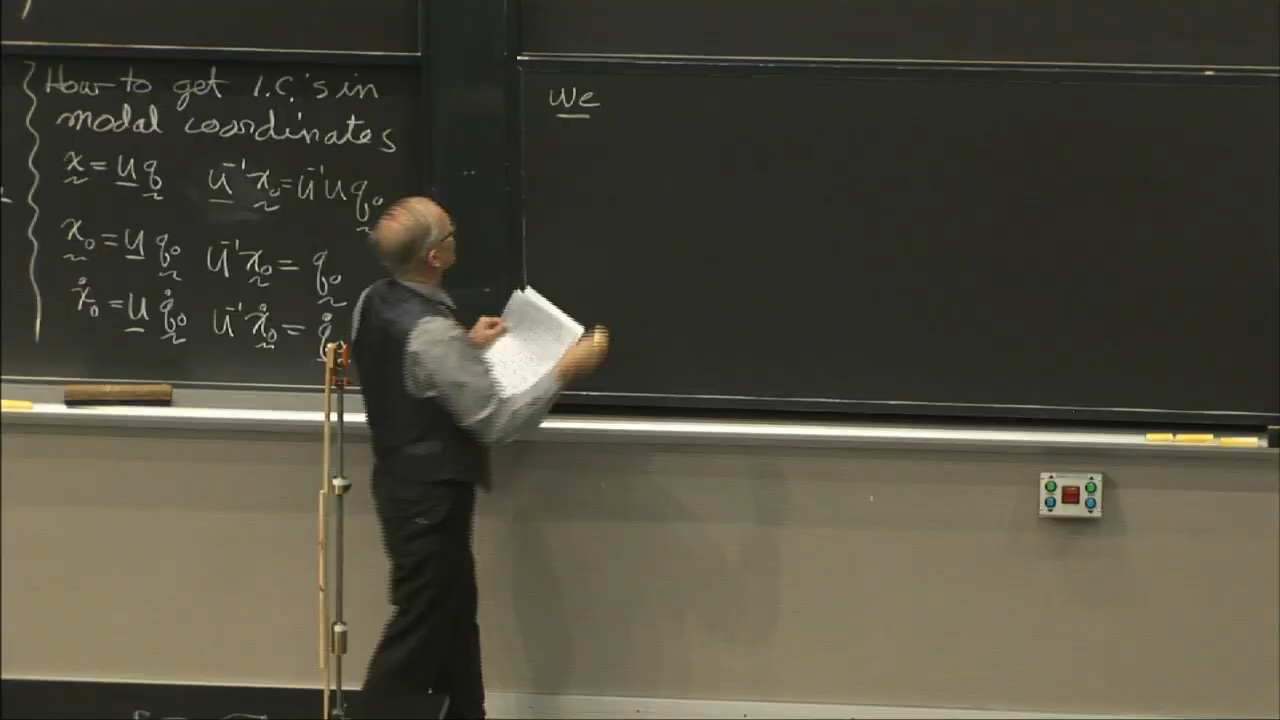 How to get I.C.'s in
modal coordinates
x = u q    u⁻¹ x₀ = u⁻¹ u q₀
x₀ = u q₀    u⁻¹ x₀ = q₀
ẋ₀ = u q̇₀    u⁻¹ ẋ₀ = q̇
We